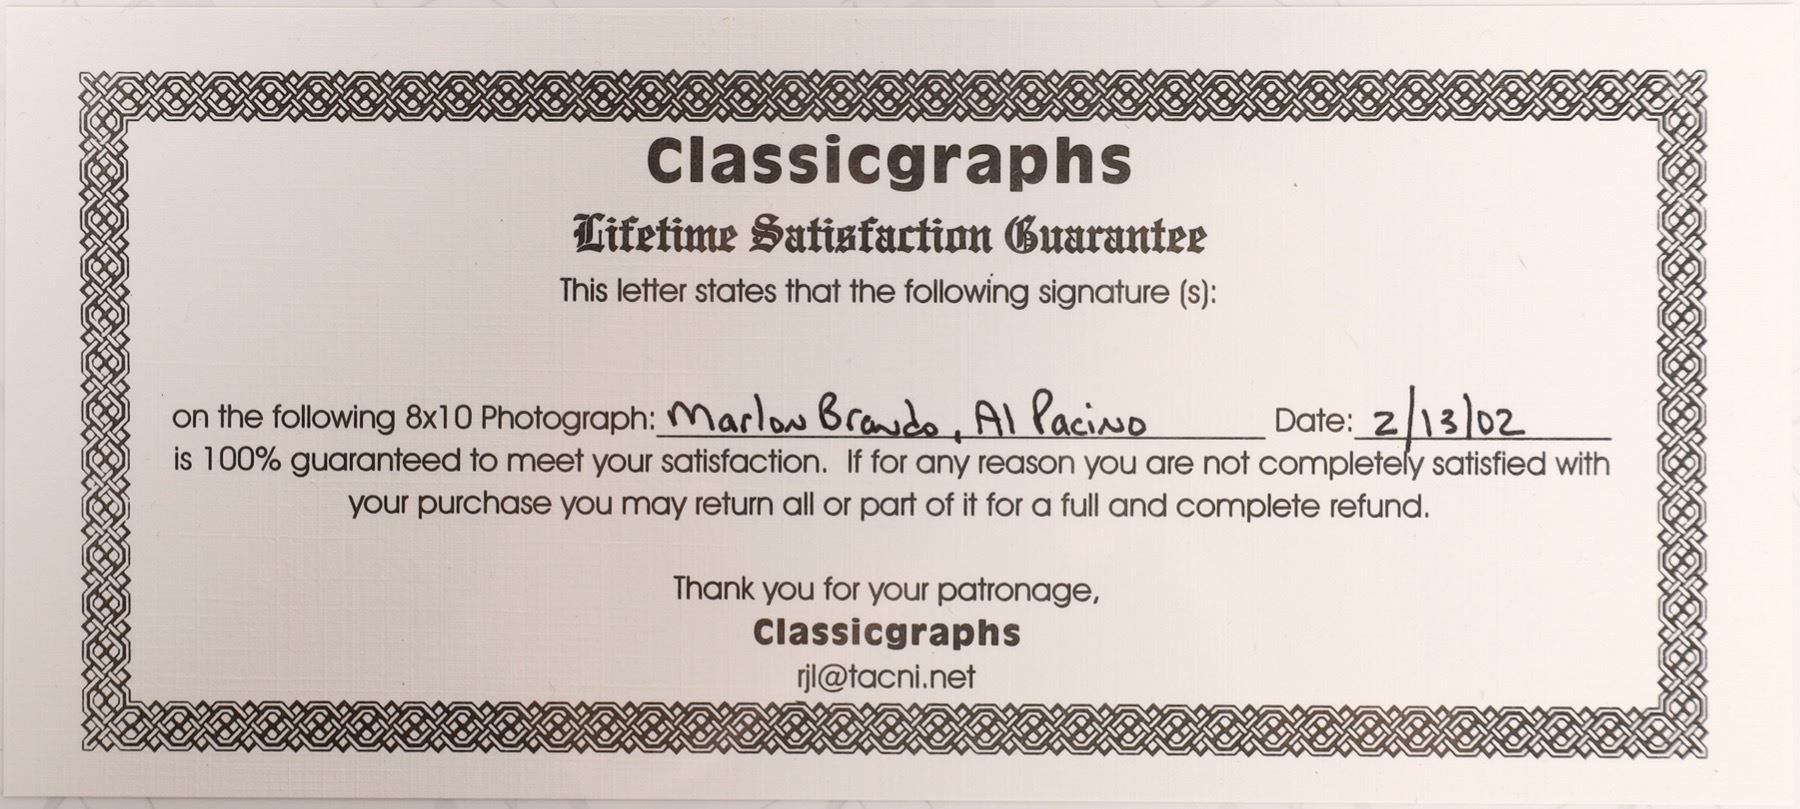 Classicgraphs
Lifetime Satisfaction Guarantee
This letter states that the following signature (s):
on the following 8x10 Photograph: Marlon Brando, Al Pacino Date: 2/13/02
is 100% guaranteed to meet your satisfaction. If for any reason you are not completely satisfied with
your purchase you may return all or part of it for a full and complete refund.
Thank you for your patronage,
Classicgraphs
rjl@tacni.net